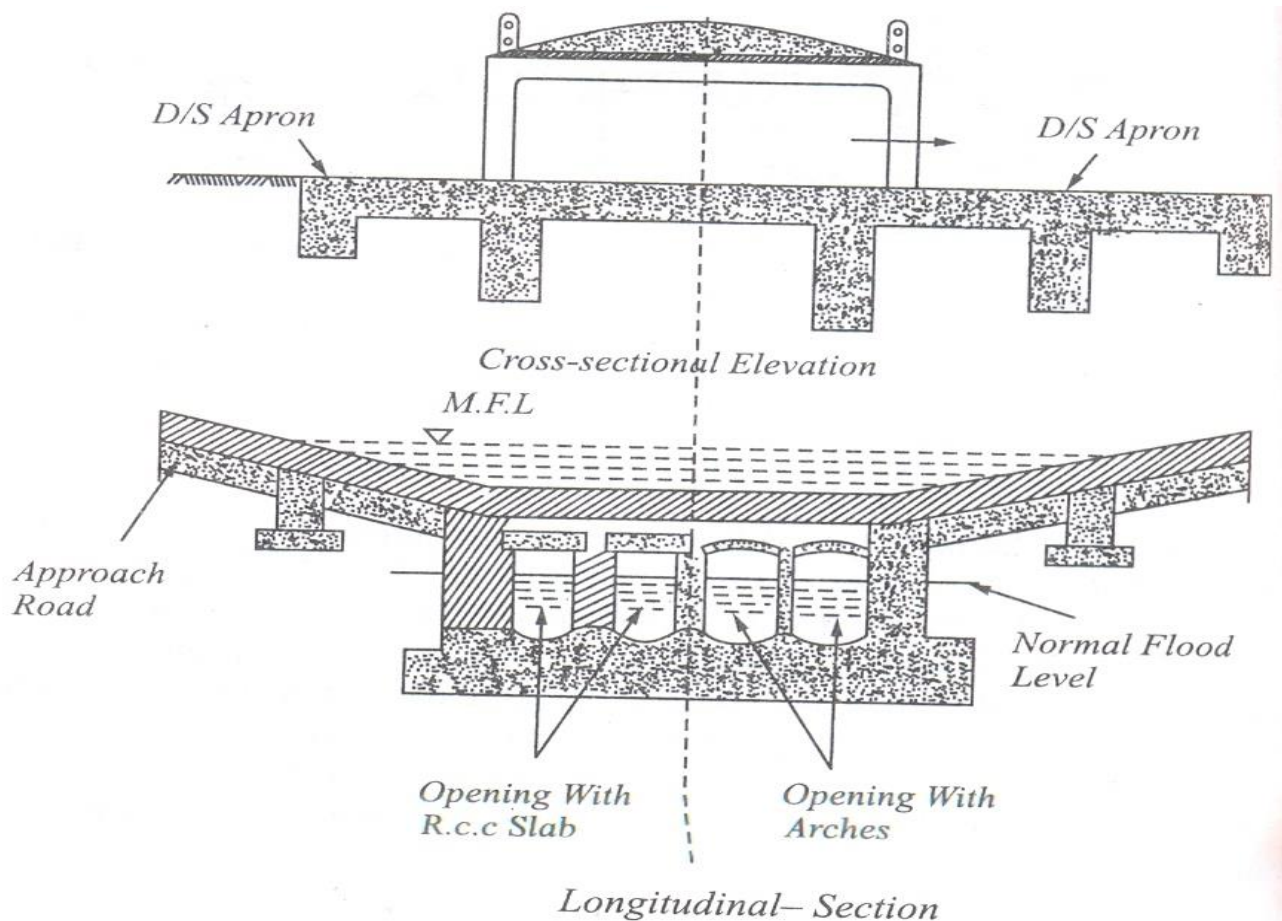 D/S Apron
D/S Apron
Cross-sectional Elevation
M.F.L
Approach
Road
Normal Flood
Level
Opening With
R.c.c Slab
Opening With
Arches
Longitudinal– Section